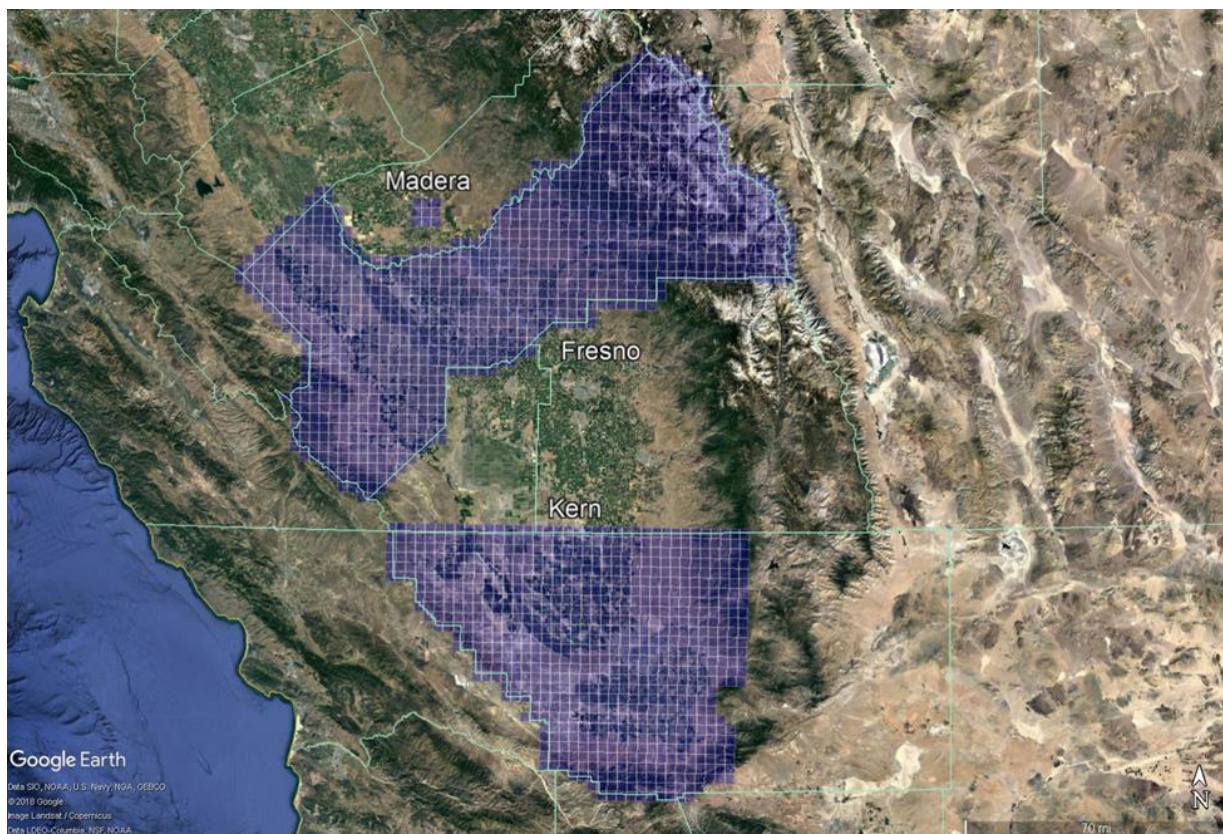 Madera
Fresno
Kern
Google Earth
Data SIO, NOAA, U.S. Navy, NGA, GEBCO
©2018 Google
Image Landsat / Copernicus
Data LDEO-Columbia, NSF, NOAA
N
70 mi